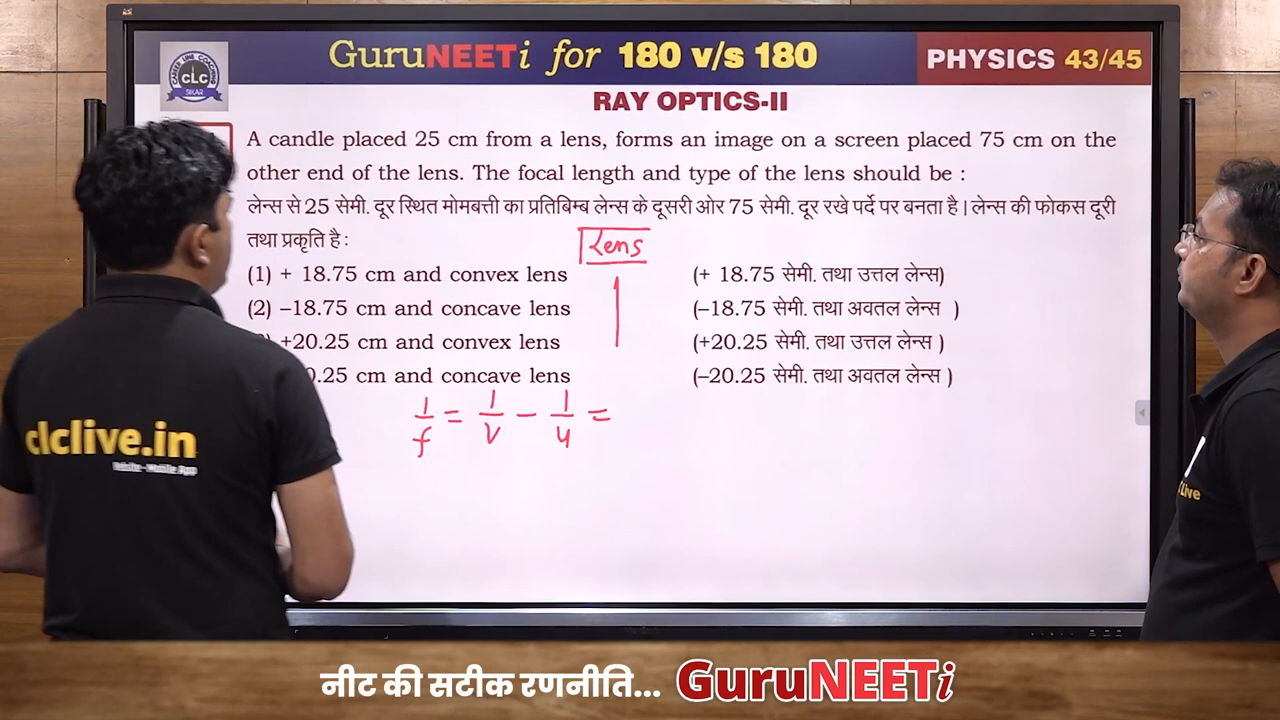 GuruNEETi for 180 v/s 180
PHYSICS 43/45
CLC
SIKAR
RAY OPTICS-II
A candle placed 25 cm from a lens, forms an image on a screen placed 75 cm on the
other end of the lens. The focal length and type of the lens should be :
लेन्स से 25 सेमी. दूर स्थित मोमबत्ती का प्रतिबिम्ब लेन्स के दूसरी ओर 75 सेमी. दूर रखे पर्दे पर बनता है। लेन्स की फोकस दूरी
तथा प्रकृति है :
Lens
(1) + 18.75 cm and convex lens (+ 18.75 सेमी. तथा उत्तल लेन्स)
(2) –18.75 cm and concave lens (–18.75 सेमी. तथा अवतल लेन्स )
+20.25 cm and convex lens (+20.25 सेमी. तथा उत्तल लेन्स )
0.25 cm and concave lens (–20.25 सेमी. तथा अवतल लेन्स )
1/f = 1/v - 1/u =
clclive.in
Live
नीट की सटीक रणनीति... GuruNEETi